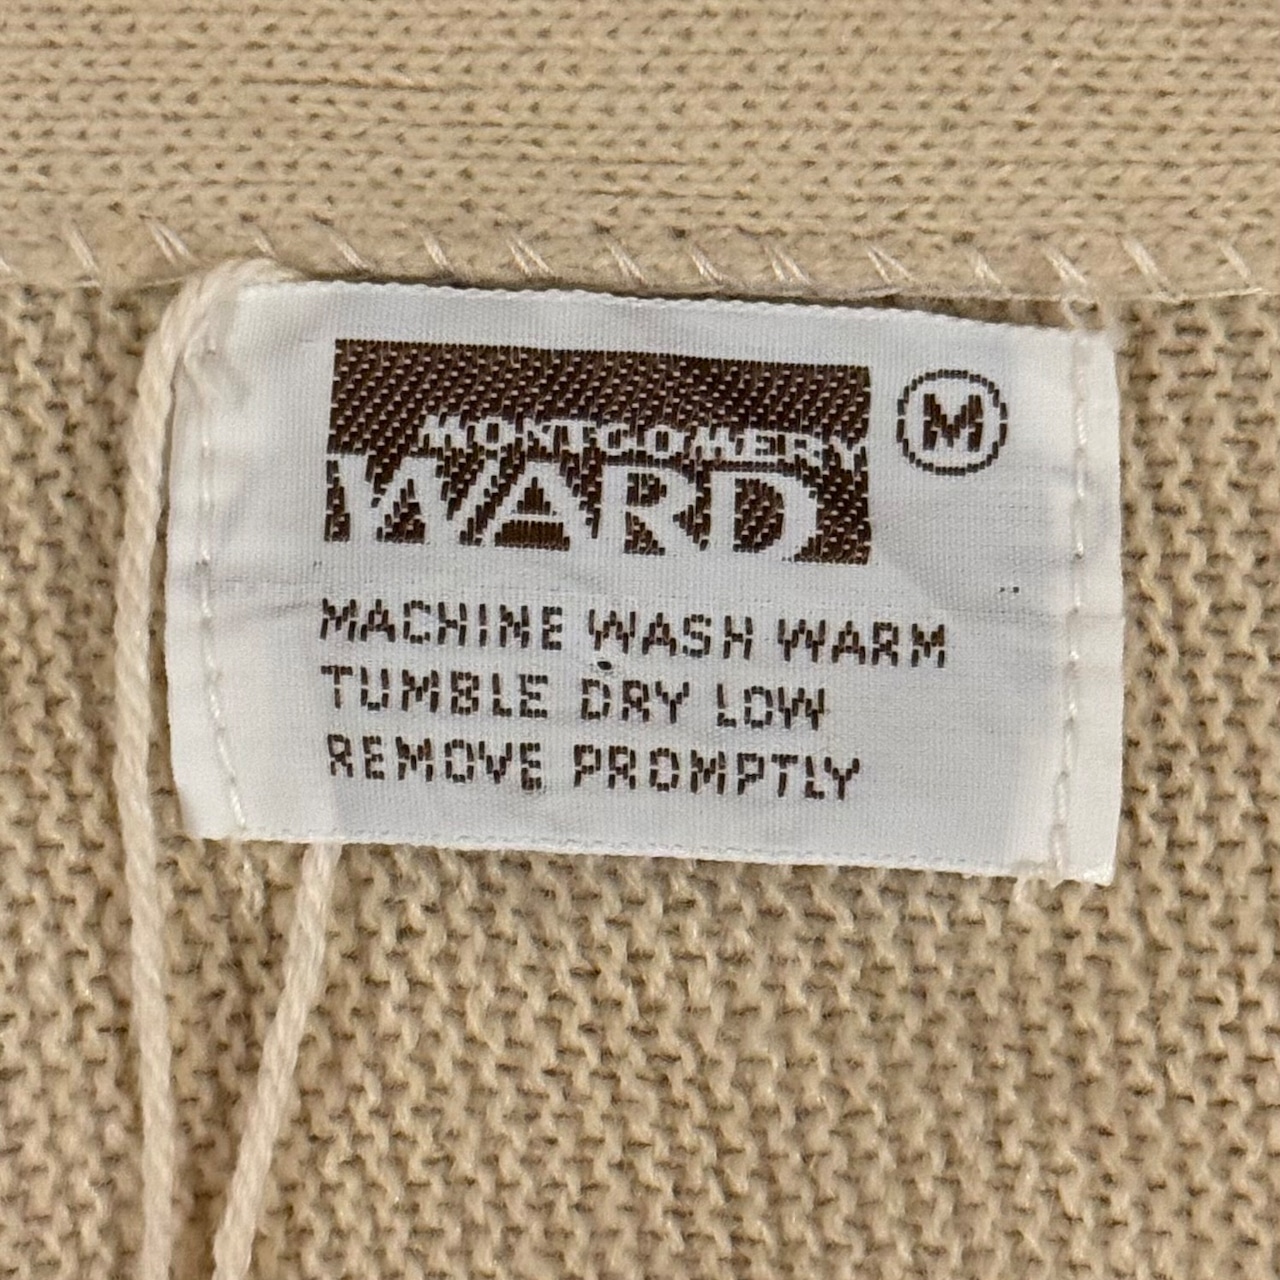 MONTGOMERY M
WARD
MACHINE WASH WARM
TUMBLE DRY LOW
REMOVE PROMPTLY